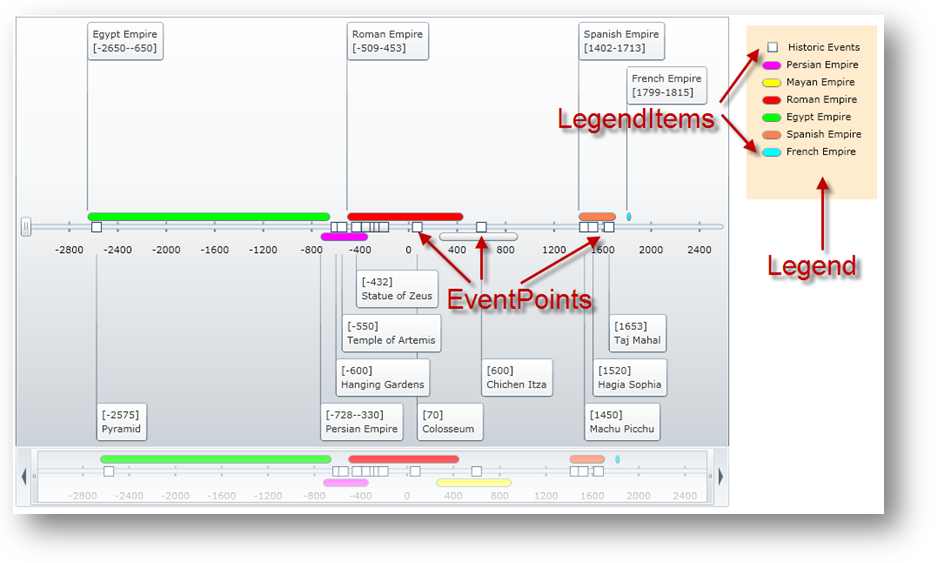 Egypt Empire
[-2650--650]
Roman Empire
[-509-453]
Spanish Empire
[1402-1713]
French Empire
[1799-1815]
Historic Events
Persian Empire
Mayan Empire
Roman Empire
Egypt Empire
Spanish Empire
French Empire
LegendItems
Legend
-2800 -2400 -2000 -1600 -1200 -800 -400 0 400 800 1200 1600 2000 2400
EventPoints
[-432]
Statue of Zeus
[-550]
Temple of Artemis
[1653]
Taj Mahal
[-600]
Hanging Gardens
[600]
Chichen Itza
[1520]
Hagia Sophia
[-2575]
Pyramid
[-728--330]
Persian Empire
[70]
Colosseum
[1450]
Machu Picchu
-2800 -2400 -2000 -1600 -1200 -800 -400 0 400 800 1200 1600 2000 2400